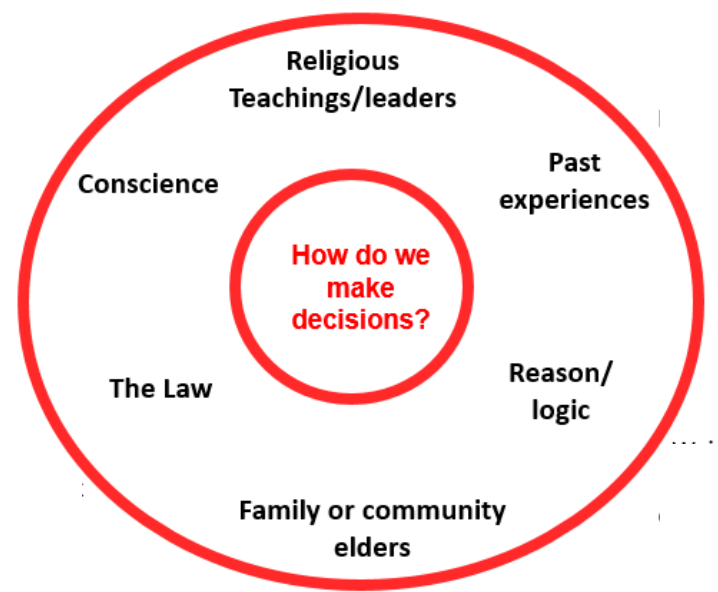 Religious
Teachings/leaders
Conscience
Past
experiences
How do we
make
decisions?
The Law
Reason/
logic
Family or community
elders